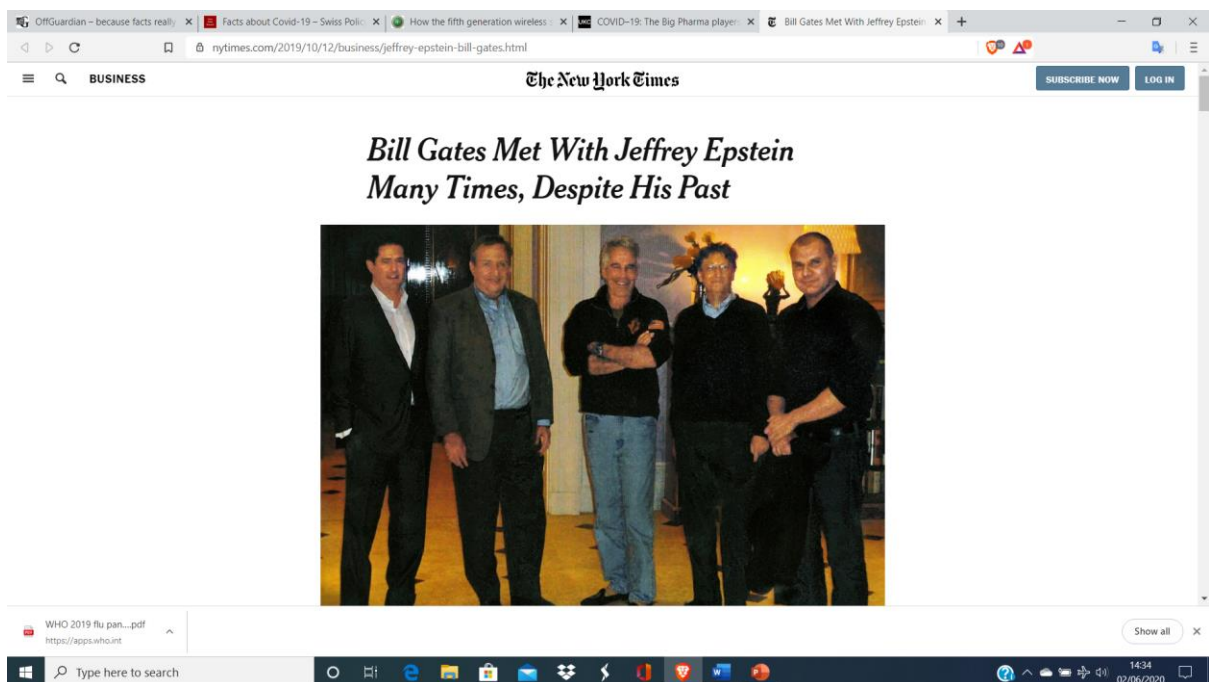 OffGuardian – because facts really
Facts about Covid-19 – Swiss Polic
How the fifth generation wireless s
COVID–19: The Big Pharma player
Bill Gates Met With Jeffrey Epstein
nytimes.com/2019/10/12/business/jeffrey-epstein-bill-gates.html
BUSINESS
The New York Times
SUBSCRIBE NOW
LOG IN
Bill Gates Met With Jeffrey Epstein
Many Times, Despite His Past
WHO 2019 flu pan....pdf
https://apps.who.int
Show all
Type here to search
14:34
02/06/2020